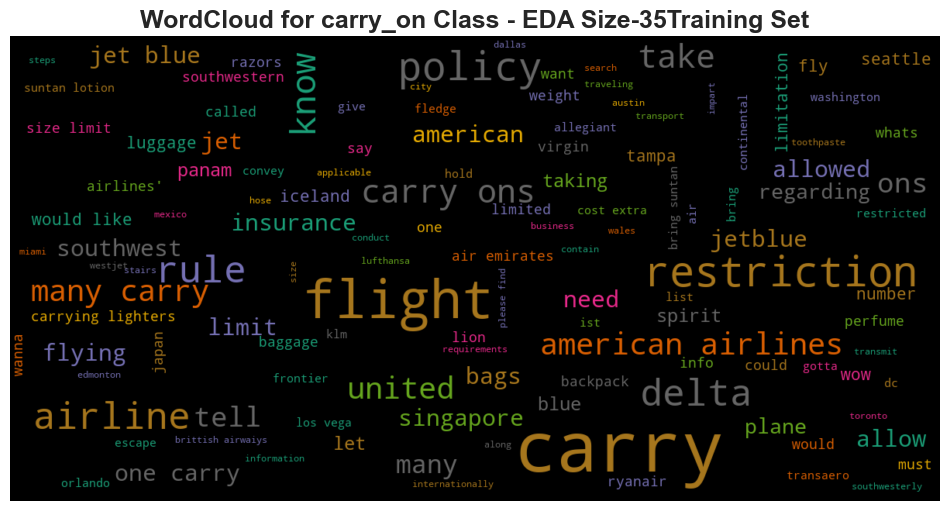 WordCloud for carry_on Class - EDA Size-35Training Set
steps
jet blue
razors
dallas
policy
take
fly
seattle
suntan lotion
southwestern
know
city
want
search
traveling
limitation
washington
called
give
fledge
weight
austin
transport
impart
continental
size limit
luggage
jet
say
american
allegiant
virgin
whats
toothpaste
panam
convey
applicable
hold
tampa
allowed
airlines'
iceland
carry ons
taking
regarding
ons
hose
limited
cost extra
bring suntan
air
bring
restricted
would like
mexico
insurance
one
business
wales
southwest
conduct
contain
jetblue
miami
westjet
stairs
rule
size
lufthansa
air emirates
please find
restriction
many carry
flight
need
list
number
carrying lighters
limit
klm
ist
spirit
perfume
wanna
flying
japan
baggage
lion
requirements
american airlines
transmit
edmonton
frontier
united
bags
backpack
info
could
gotta
wow
dc
airline
tell
los vega
singapore
blue
delta
plane
toronto
escape
brittish airwaiys
let
along
carry
would
allow
one carry
information
many
must
orlando
internationally
ryanair
transaero
southwesterly